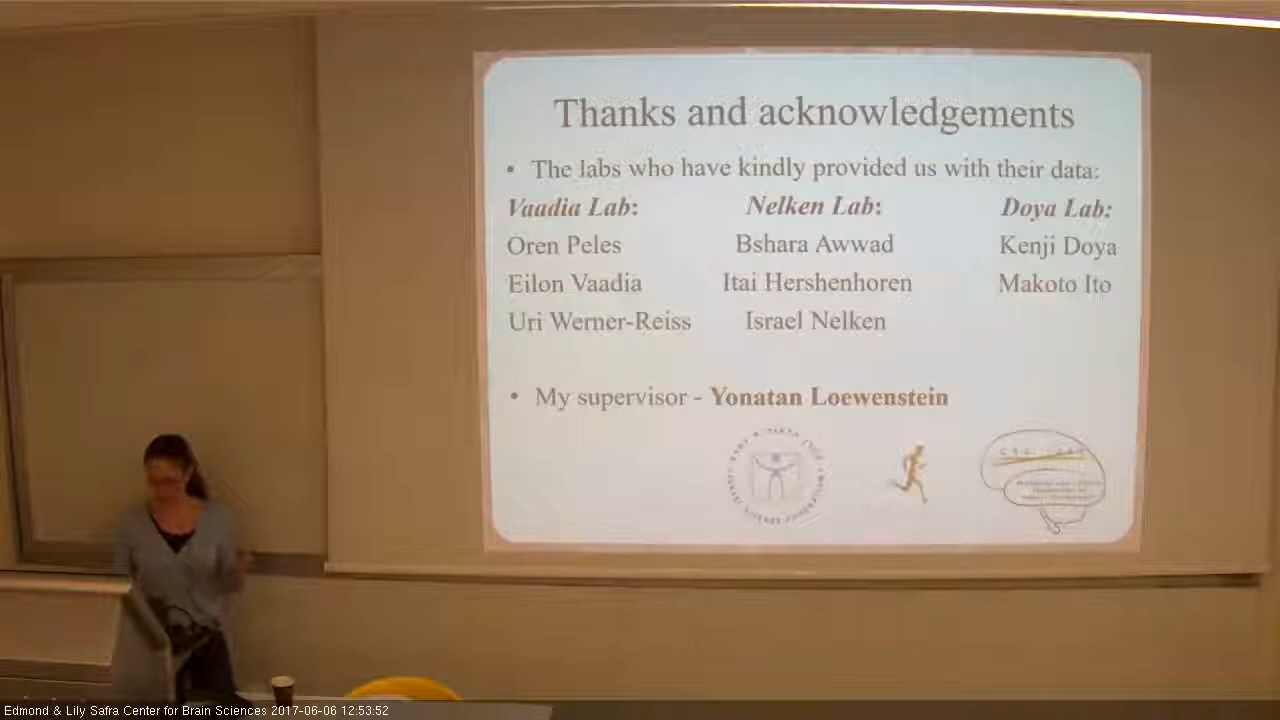 Thanks and acknowledgements
• The labs who have kindly provided us with their data:
Vaadia Lab: Nelken Lab: Doya Lab:
Oren Peles Bshara Awwad Kenji Doya
Eilon Vaadia Itai Hershenhoren Makoto Ito
Uri Werner-Reiss Israel Nelken
• My supervisor - Yonatan Loewenstein
Edmond & Lily Safra Center for Brain Sciences 2017-06-06 12:53:52